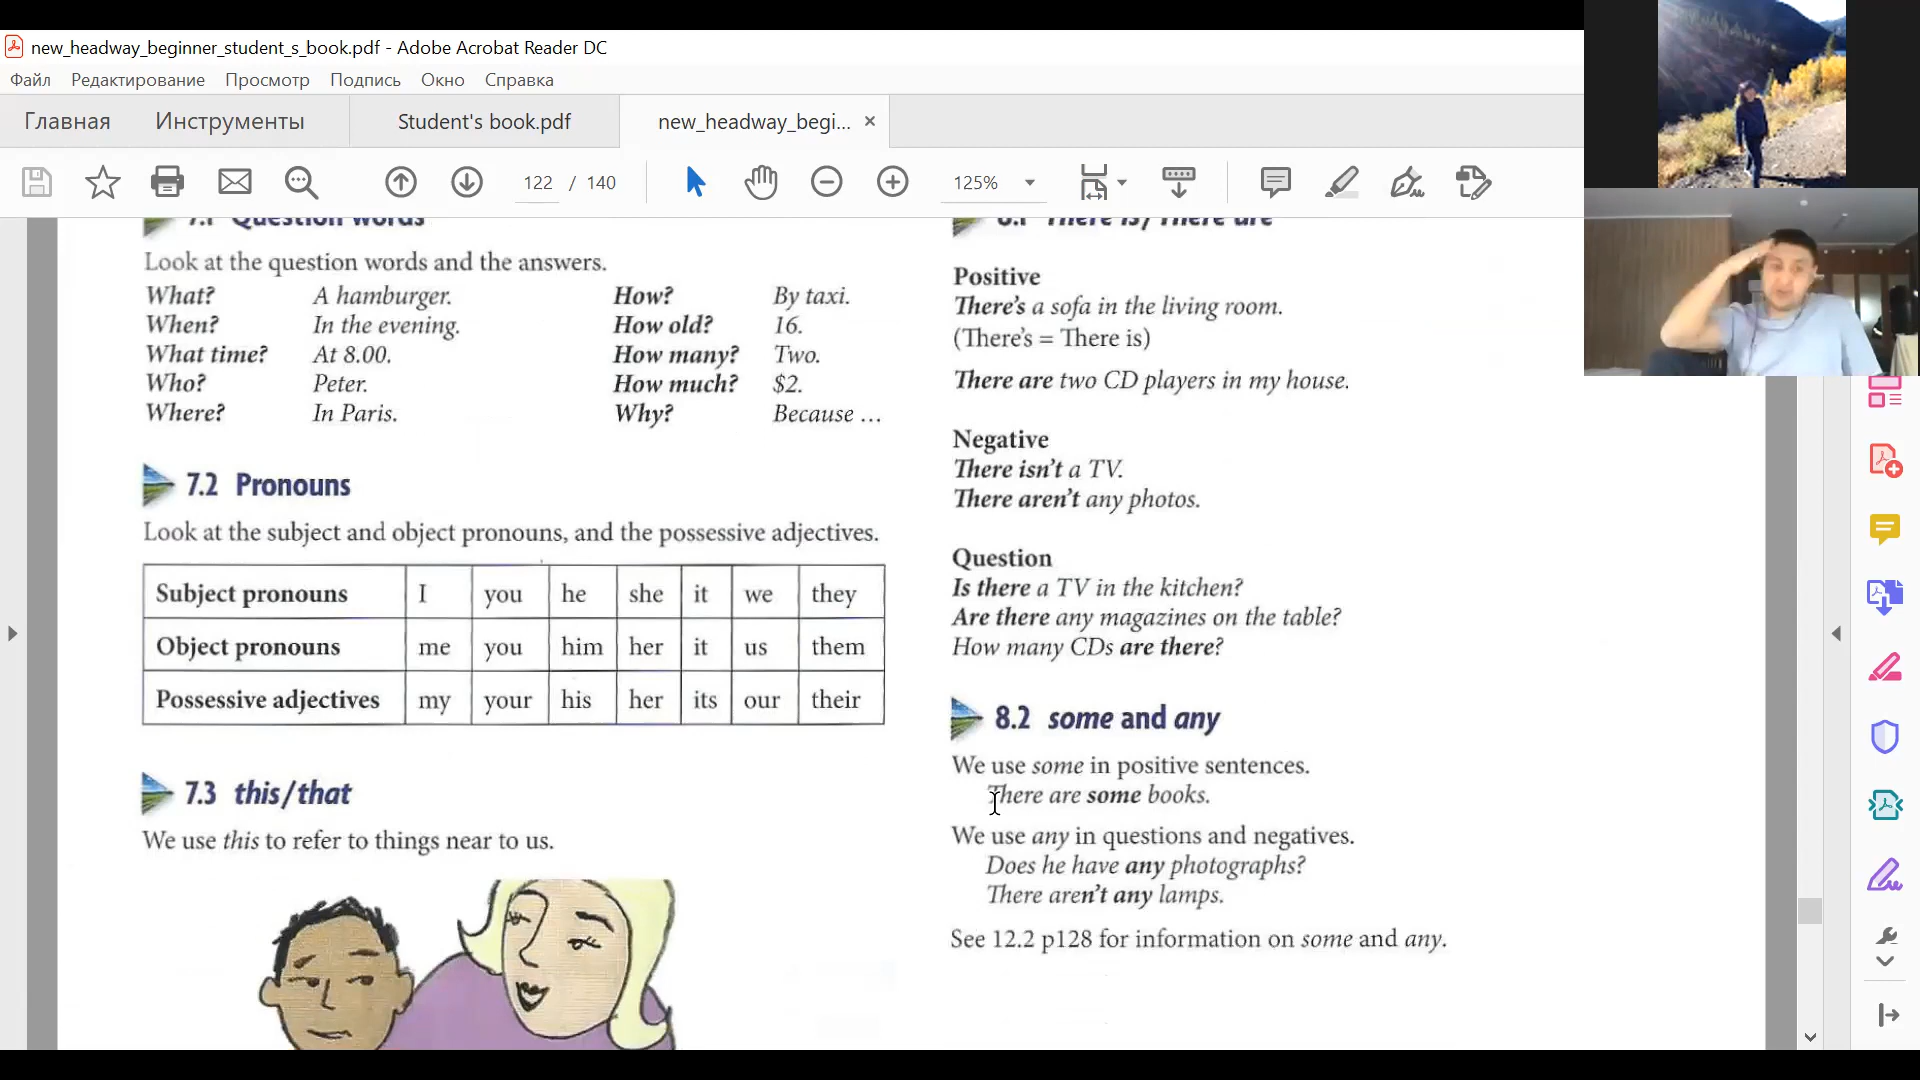 new_headway_beginner_student_s_book.pdf - Adobe Acrobat Reader DC
Файл Редактирование Просмотр Подпись Окно Справка
Главная Инструменты Student's book.pdf new_headway_begi... ×
122 / 140 125%
7.1 Question words
Look at the question words and the answers.
What? A hamburger. How? By taxi.
When? In the evening. How old? 16.
What time? At 8.00. How many? Two.
Who? Peter. How much? $2.
Where? In Paris. Why? Because …
7.2 Pronouns
Look at the subject and object pronouns, and the possessive adjectives.
Subject pronouns I you he she it we they
Object pronouns me you him her it us them
Possessive adjectives my your his her its our their
7.3 this/that
We use this to refer to things near to us.
8.1 There is/There are
Positive
There's a sofa in the living room.
(There's = There is)
There are two CD players in my house.
Negative
There isn't a TV.
There aren't any photos.
Question
Is there a TV in the kitchen?
Are there any magazines on the table?
How many CDs are there?
8.2 some and any
We use some in positive sentences.
There are some books.
We use any in questions and negatives.
Does he have any photographs?
There aren't any lamps.
See 12.2 p128 for information on some and any.